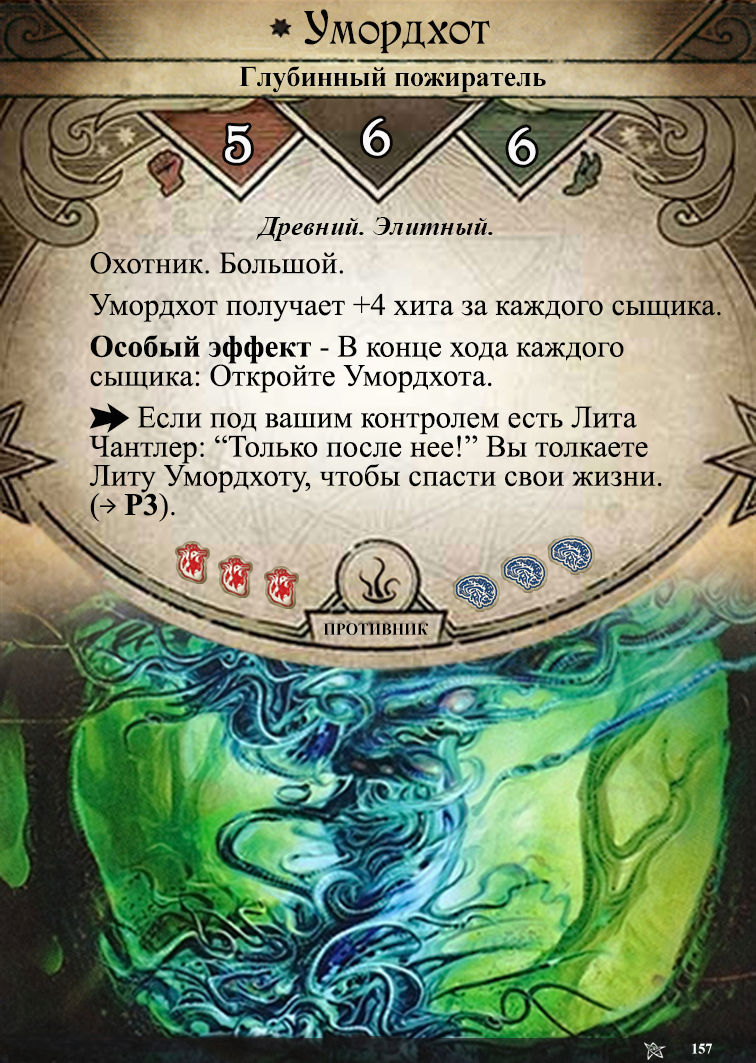 Умордхот
Глубинный пожиратель
5 6 6
Древний. Элитный.
Охотник. Большой.
Умордхот получает +4 хита за каждого сыщика.
Особый эффект - В конце хода каждого
сыщика: Откройте Умордхота.
Если под вашим контролем есть Лита
Чантлер: “Только после нее!” Вы толкаете
Литу Умордхоту, чтобы спасти свои жизни.
(→ Р3).
ПРОТИВНИК
157